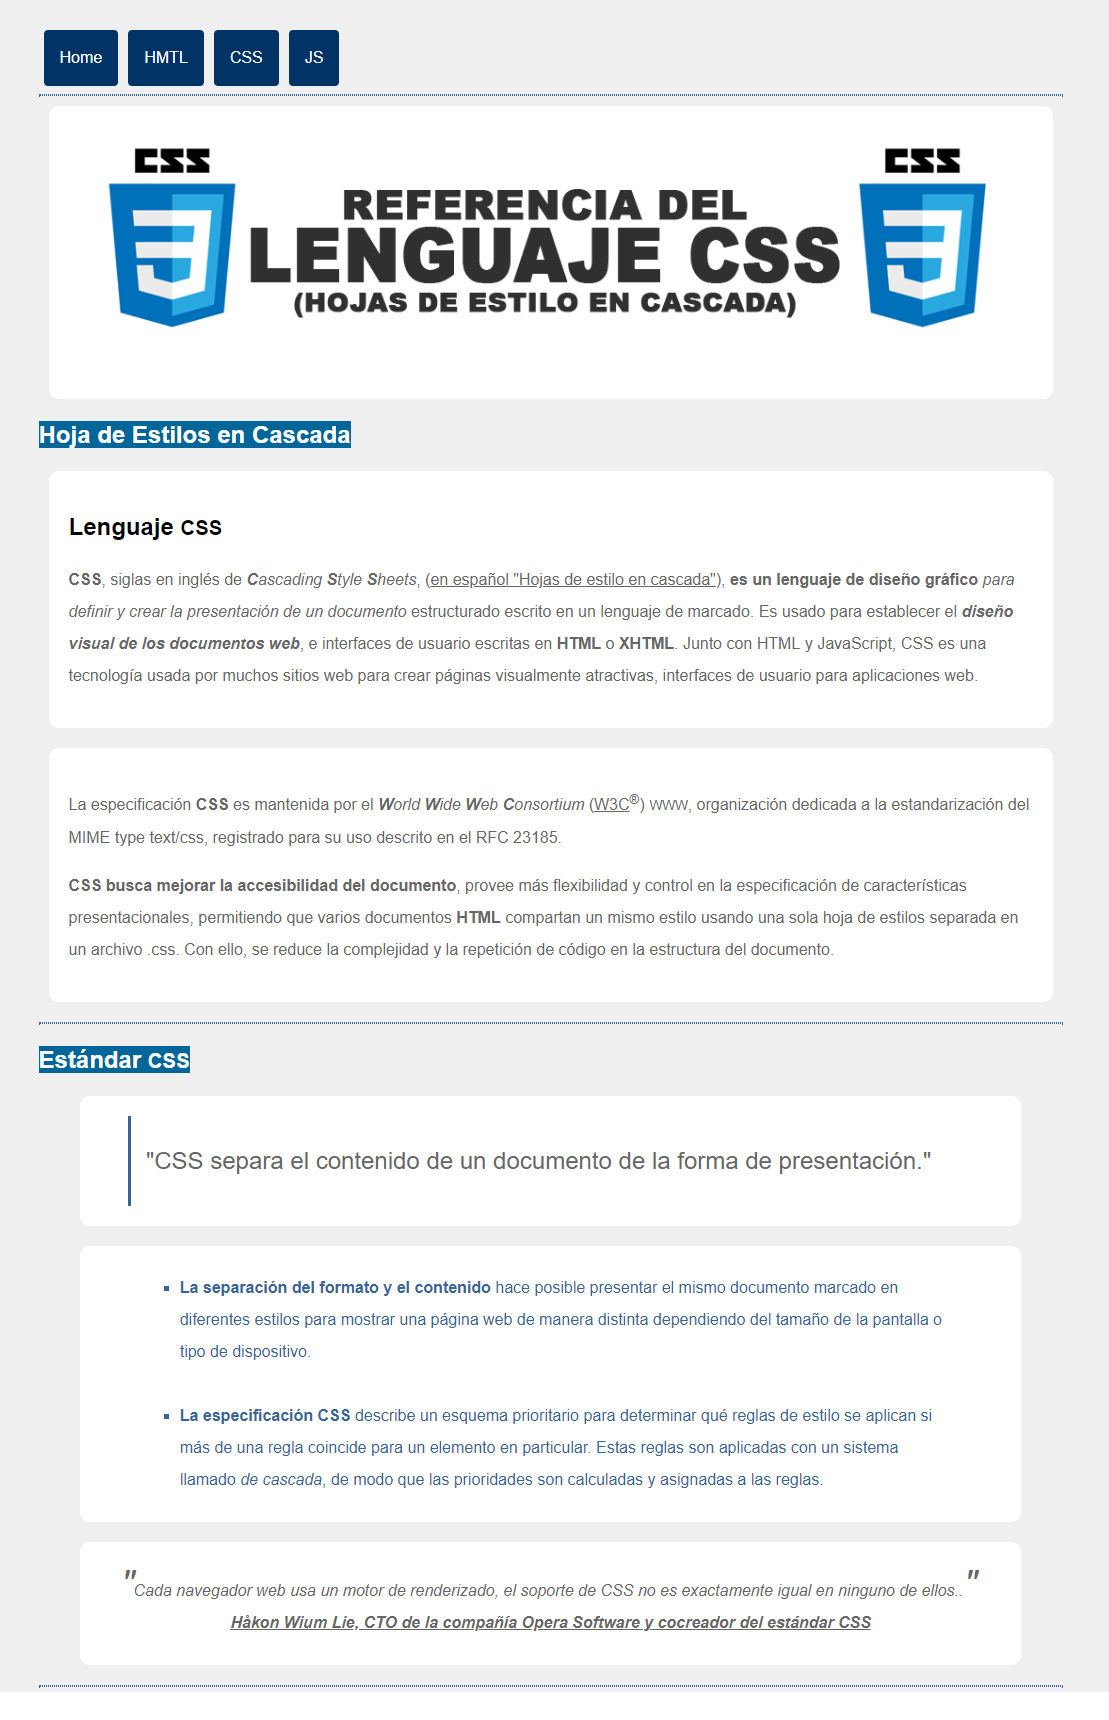 Home HMTL CSS JS
CSS CSS
REFERENCIA DEL
LENGUAJE CSS
(HOJAS DE ESTILO EN CASCADA)
Hoja de Estilos en Cascada
Lenguaje CSS
CSS, siglas en inglés de Cascading Style Sheets, (en español "Hojas de estilo en cascada"), es un lenguaje de diseño gráfico para
definir y crear la presentación de un documento estructurado escrito en un lenguaje de marcado. Es usado para establecer el diseño
visual de los documentos web, e interfaces de usuario escritas en HTML o XHTML. Junto con HTML y JavaScript, CSS es una
tecnología usada por muchos sitios web para crear páginas visualmente atractivas, interfaces de usuario para aplicaciones web.
La especificación CSS es mantenida por el World Wide Web Consortium (W3C®) WWW, organización dedicada a la estandarización del
MIME type text/css, registrado para su uso descrito en el RFC 23185.
CSS busca mejorar la accesibilidad del documento, provee más flexibilidad y control en la especificación de características
presentacionales, permitiendo que varios documentos HTML compartan un mismo estilo usando una sola hoja de estilos separada en
un archivo .css. Con ello, se reduce la complejidad y la repetición de código en la estructura del documento.
Estándar CSS
"CSS separa el contenido de un documento de la forma de presentación."
▪ La separación del formato y el contenido hace posible presentar el mismo documento marcado en
diferentes estilos para mostrar una página web de manera distinta dependiendo del tamaño de la pantalla o
tipo de dispositivo.
▪ La especificación CSS describe un esquema prioritario para determinar qué reglas de estilo se aplican si
más de una regla coincide para un elemento en particular. Estas reglas son aplicadas con un sistema
llamado de cascada, de modo que las prioridades son calculadas y asignadas a las reglas.
"Cada navegador web usa un motor de renderizado, el soporte de CSS no es exactamente igual en ninguno de ellos.."
Håkon Wium Lie, CTO de la compañía Opera Software y cocreador del estándar CSS